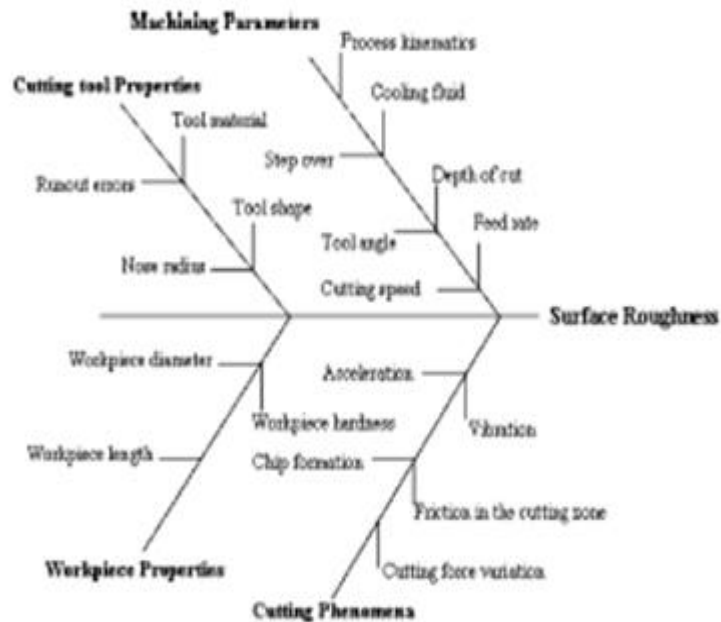 Machining Parameters
Process kinematics
Cutting tool Properties
Cooling fluid
Tool material
Step over
Runout errors
Depth of cut
Tool shape
Feed rate
Tool angle
Nose radius
Cutting speed
Surface Roughness
Workpiece diameter
Acceleration
Workpiece hardness
Vibration
Workpiece length
Chip formation
Friction in the cutting zone
Workpiece Properties
Cutting force variation
Cutting Phenomena